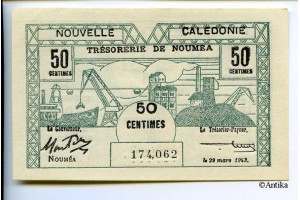 NOUVELLE CALÉDONIE
TRÉSORERIE DE NOUMÉA
50 50
CENTIMES CENTIMES
50
CENTIMES
Le Gouverneur, Le Trésorier-Payeur,
174,062
Nouméa le 29 mars 1943.
©Antika